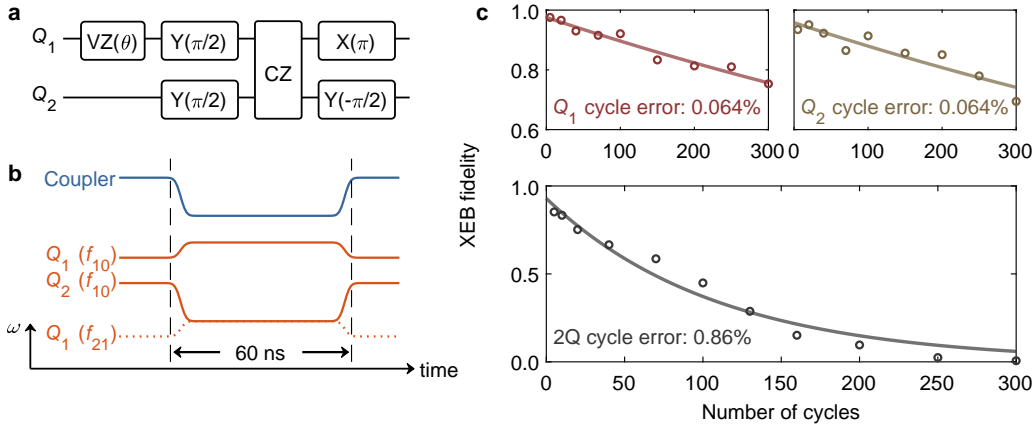 a
Q1 VZ(θ) Y(π/2) CZ X(π)
Q2 Y(π/2) Y(-π/2)
b
Coupler
Q1 (f10)
Q2 (f10)
Q1 (f21)
ω
60 ns
time
c
XEB fidelity
1.0
0.8
0.6
Q1 cycle error: 0.064%
0 100 200 300
Q2 cycle error: 0.064%
0 100 200 300
1.0
0.5
0.0
2Q cycle error: 0.86%
0 50 100 150 200 250 300
Number of cycles